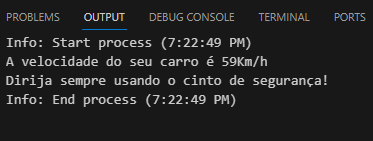 PROBLEMS OUTPUT DEBUG CONSOLE TERMINAL PORTS
Info: Start process (7:22:49 PM)
A velocidade do seu carro é 59Km/h
Dirija sempre usando o cinto de segurança!
Info: End process (7:22:49 PM)